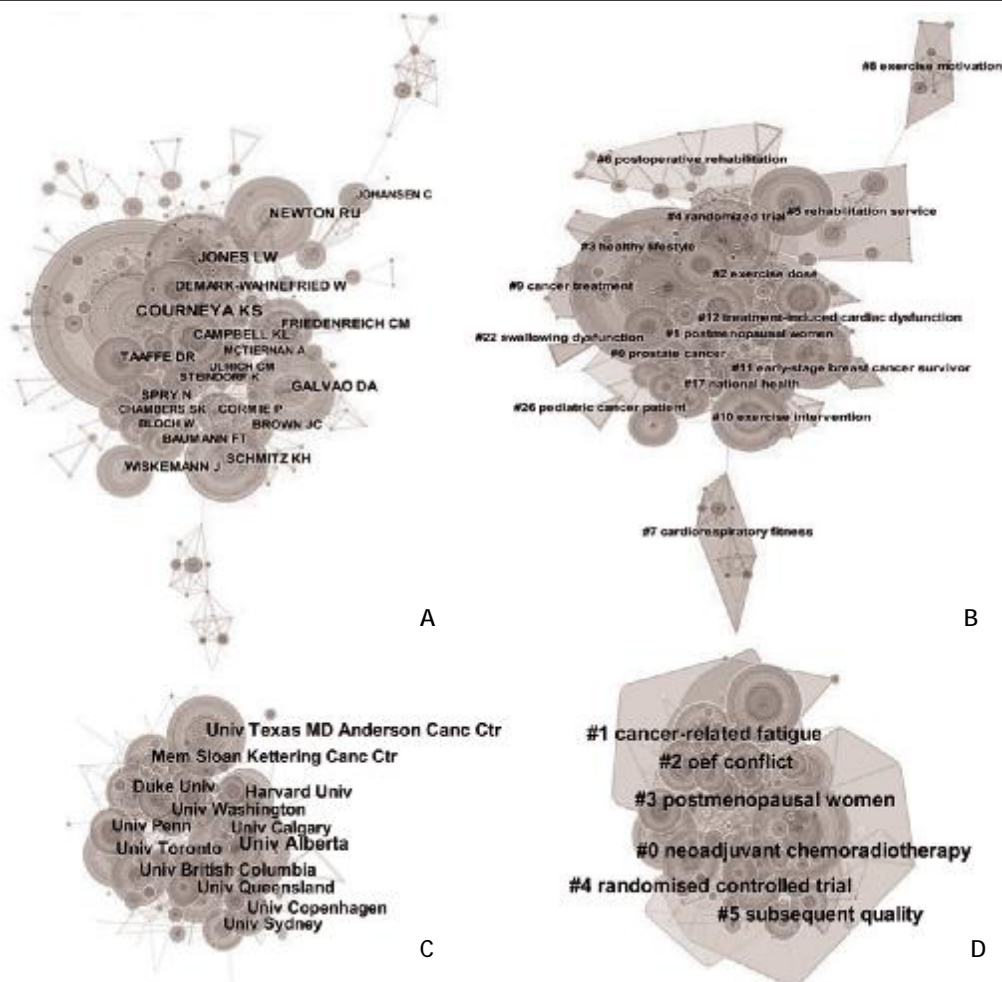 JOHANSEN C
NEWTON RU
JONES LW
DEMARK-WAHNEFRIED W
COURNEYA KS
FRIEDENREICH CM
CAMPBELL KL
MCTIERNAN A
TAAFFE DR
ULRICH CM
STEINDORF K
GALVAO DA
SPRY N
CHAMBERS SK
CORMIE P
BLOCH W
BROWN JC
BAUMANN FT
SCHMITZ KH
WISKEMANN J
A
#8 exercise motivation
#6 postoperative rehabilitation
#4 randomized trial
#5 rehabilitation service
#3 healthy lifestyle
#2 exercise dose
#9 cancer treatment
#12 treatment-induced cardiac dysfunction
#22 swallowing dysfunction
#1 postmenopausal women
#0 prostate cancer
#11 early-stage breast cancer survivor
#17 national health
#26 pediatric cancer patient
#10 exercise intervention
#7 cardiorespiratory fitness
B
Univ Texas MD Anderson Canc Ctr
Mem Sloan Kettering Canc Ctr
Duke Univ
Harvard Univ
Univ Washington
Univ Penn
Univ Calgary
Univ Toronto
Univ Alberta
Univ British Columbia
Univ Queensland
Univ Copenhagen
Univ Sydney
C
#1 cancer-related fatigue
#2 oef conflict
#3 postmenopausal women
#0 neoadjuvant chemoradiotherapy
#4 randomised controlled trial
#5 subsequent quality
D